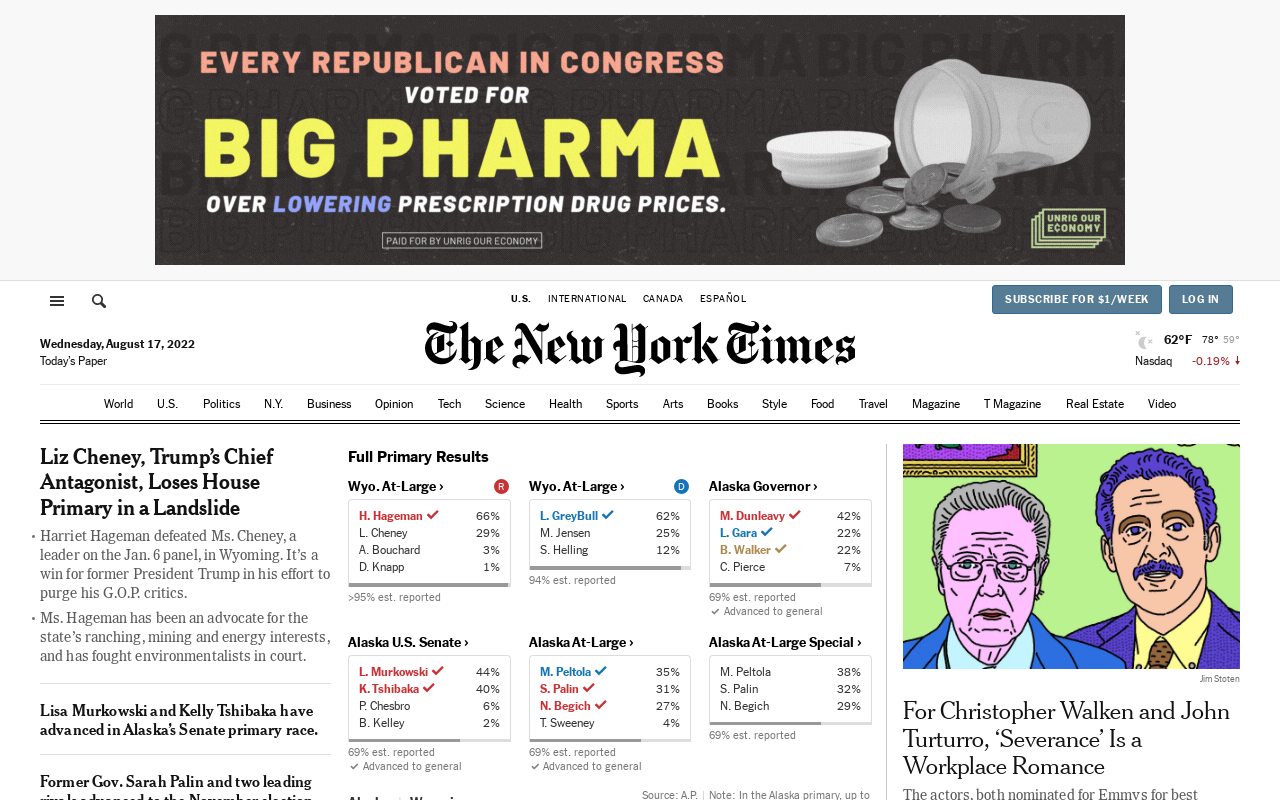 EVERY REPUBLICAN IN CONGRESS
VOTED FOR
BIG PHARMA
OVER LOWERING PRESCRIPTION DRUG PRICES.
PAID FOR BY UNRIG OUR ECONOMY
UNRIG OUR
ECONOMY
U.S. INTERNATIONAL CANADA ESPAÑOL
SUBSCRIBE FOR $1/WEEK LOG IN
The New York Times
Wednesday, August 17, 2022
Today's Paper
62°F 78° 59°
Nasdaq -0.19% ↓
World U.S. Politics N.Y. Business Opinion Tech Science Health Sports Arts Books Style Food Travel Magazine T Magazine Real Estate Video
Liz Cheney, Trump's Chief
Antagonist, Loses House
Primary in a Landslide
• Harriet Hageman defeated Ms. Cheney, a
leader on the Jan. 6 panel, in Wyoming. It's a
win for former President Trump in his effort to
purge his G.O.P. critics.
• Ms. Hageman has been an advocate for the
state's ranching, mining and energy interests,
and has fought environmentalists in court.
Lisa Murkowski and Kelly Tshibaka have
advanced in Alaska's Senate primary race.
Former Gov. Sarah Palin and two leading
Full Primary Results
Wyo. At-Large › R
H. Hageman ✓ 66%
L. Cheney 29%
A. Bouchard 3%
D. Knapp 1%
>95% est. reported
Wyo. At-Large › D
L. GreyBull ✓ 62%
M. Jensen 25%
S. Helling 12%
94% est. reported
Alaska Governor ›
M. Dunleavy ✓ 42%
L. Gara ✓ 22%
B. Walker ✓ 22%
C. Pierce 7%
69% est. reported
✓ Advanced to general
Alaska U.S. Senate ›
L. Murkowski ✓ 44%
K. Tshibaka ✓ 40%
P. Chesbro 6%
B. Kelley 2%
69% est. reported
✓ Advanced to general
Alaska At-Large ›
M. Peltola ✓ 35%
S. Palin ✓ 31%
N. Begich ✓ 27%
T. Sweeney 4%
69% est. reported
✓ Advanced to general
Alaska At-Large Special ›
M. Peltola 38%
S. Palin 32%
N. Begich 29%
69% est. reported
Source: A.P. | Note: In the Alaska primary, up to
Jim Stoten
For Christopher Walken and John
Turturro, ‘Severance’ Is a
Workplace Romance
The actors, both nominated for Emmys for best